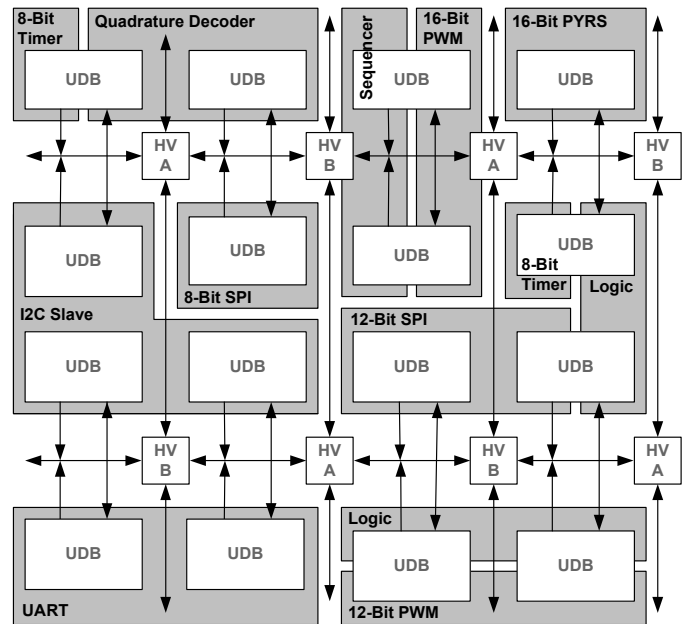 8-Bit
Timer
Quadrature Decoder
Sequencer
16-Bit
PWM
16-Bit PYRS
UDB
UDB
UDB
UDB
HV
A
HV
B
HV
A
HV
B
UDB
UDB
UDB
UDB
8-Bit SPI
8-Bit
Timer
Logic
I2C Slave
12-Bit SPI
UDB
UDB
UDB
UDB
HV
B
HV
A
HV
B
HV
A
Logic
UDB
UDB
UDB
UDB
UART
12-Bit PWM